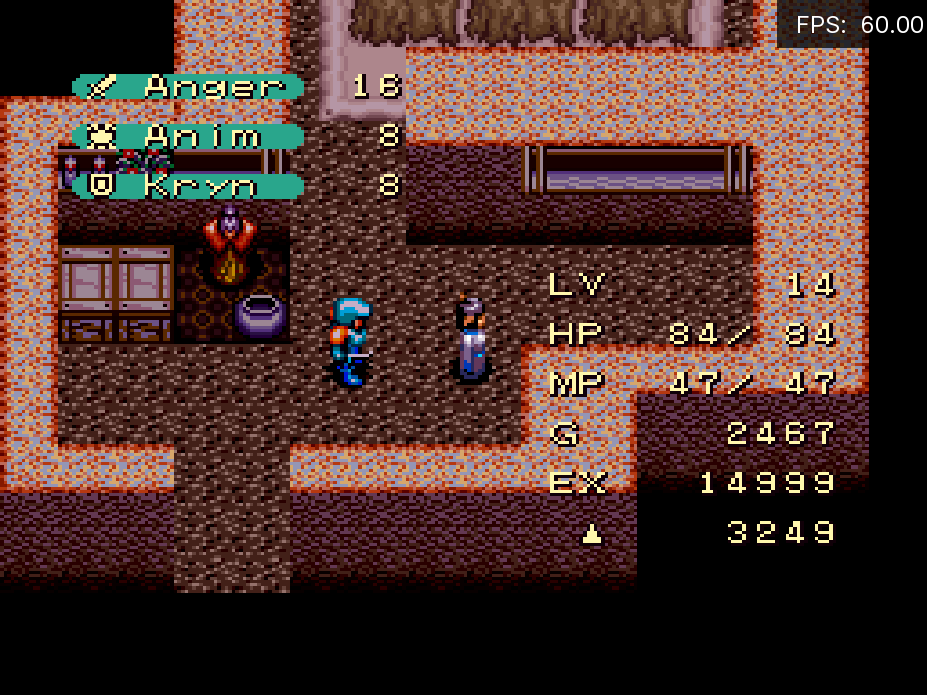 FPS: 60.00
Anger 16
Anim 8
Kryn 8
LV 14
HP 84/ 84
MP 47/ 47
G 2467
EX 14999
▲ 3249